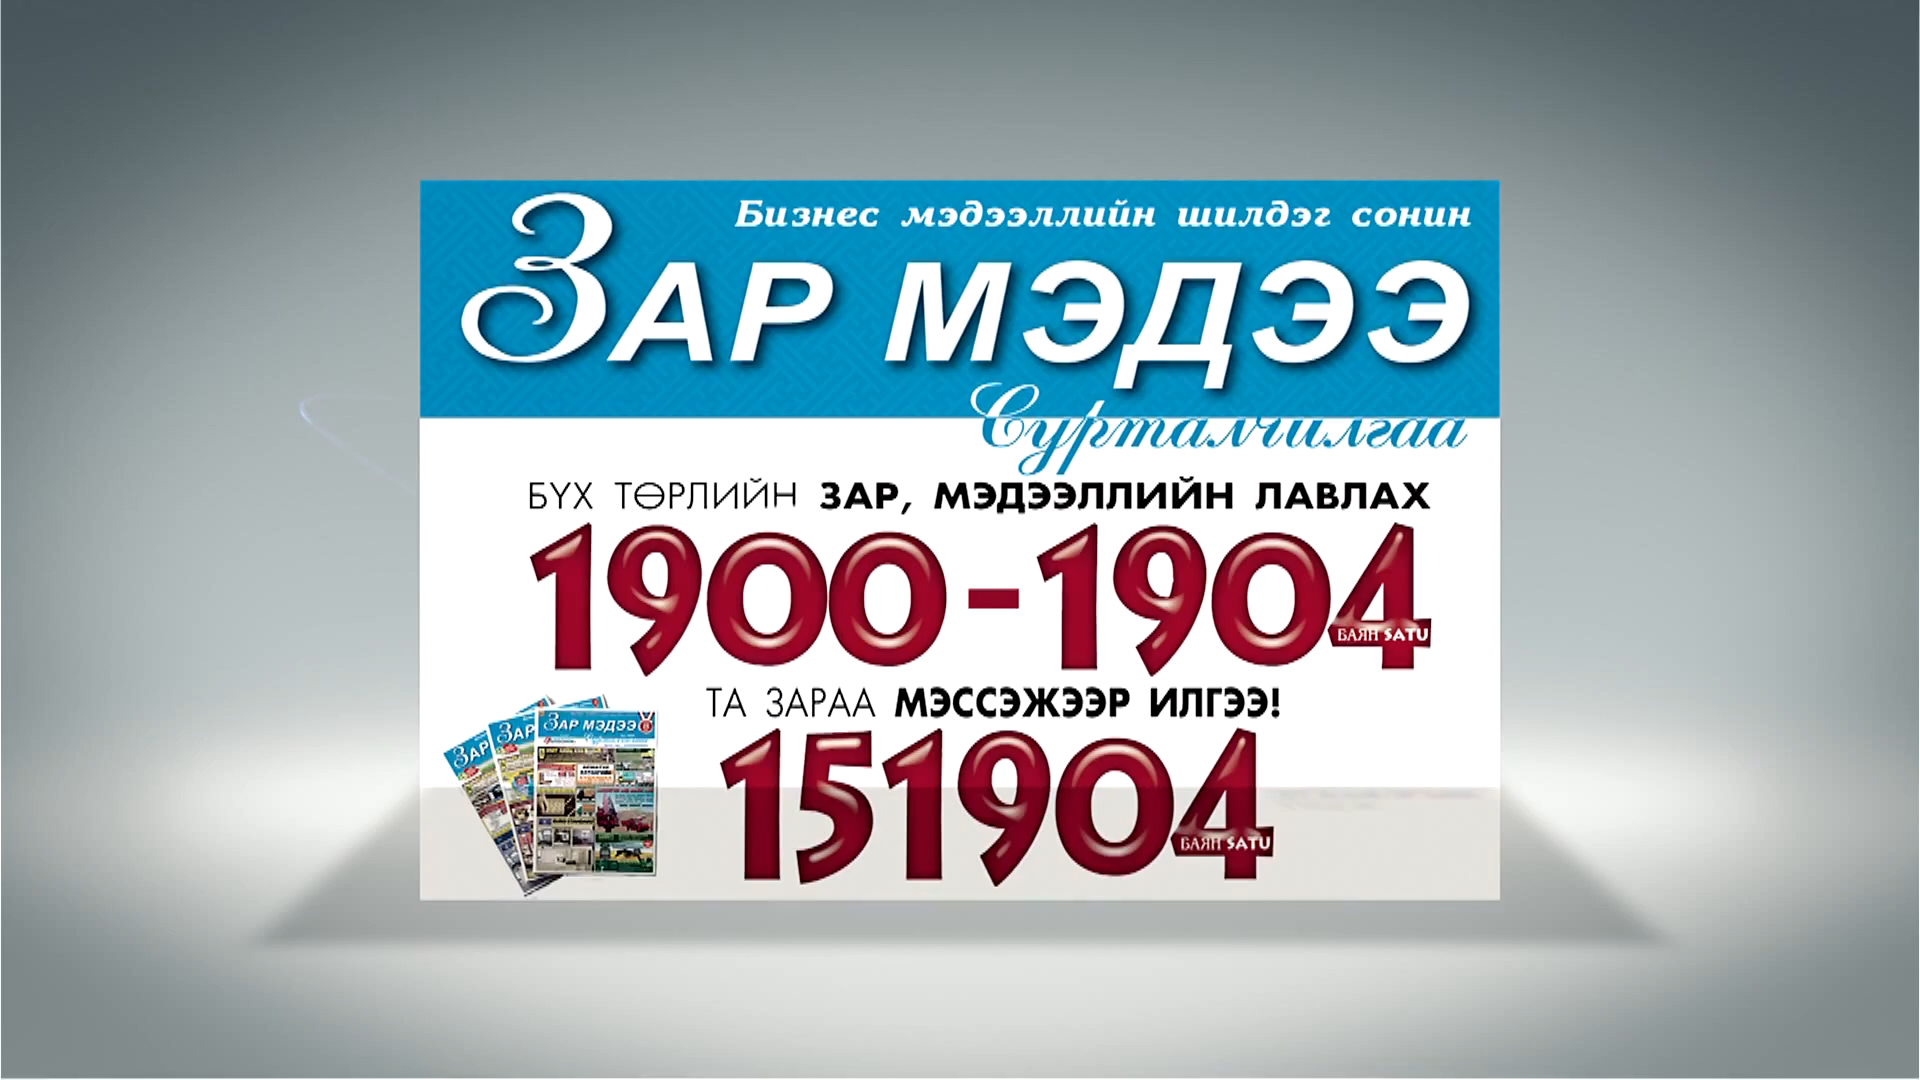 Бизнес мэдээллийн шилдэг сонин
ЗАР МЭДЭЭ
Сурталчилгаа
БҮХ ТӨРЛИЙН ЗАР, МЭДЭЭЛЛИЙН ЛАВЛАХ
1900-1904
БАЯН SATU
ТА ЗАРАА МЭССЭЖЭЭР ИЛГЭЭ!
ЗАР МЭДЭЭ
151904
БАЯН SATU